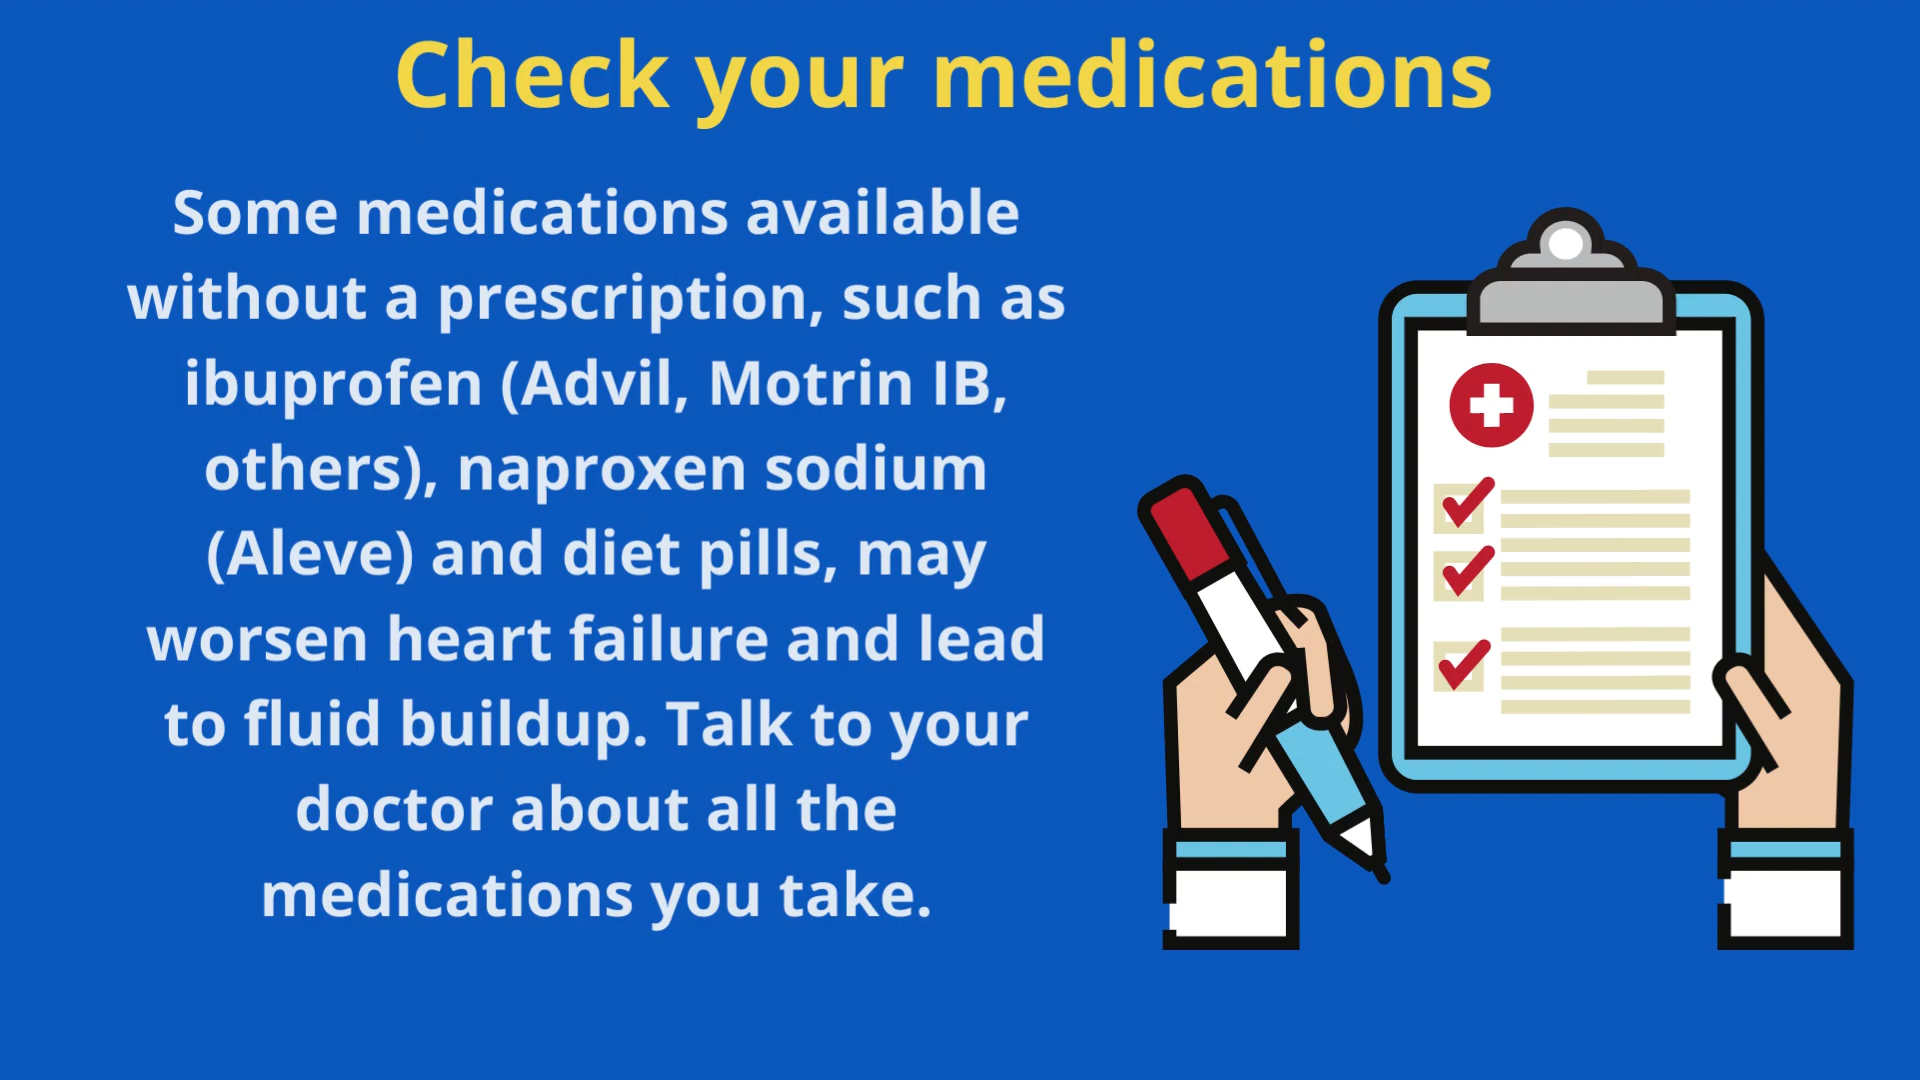 Check your medications
Some medications available
without a prescription, such as
ibuprofen (Advil, Motrin IB,
others), naproxen sodium
(Aleve) and diet pills, may
worsen heart failure and lead
to fluid buildup. Talk to your
doctor about all the
medications you take.